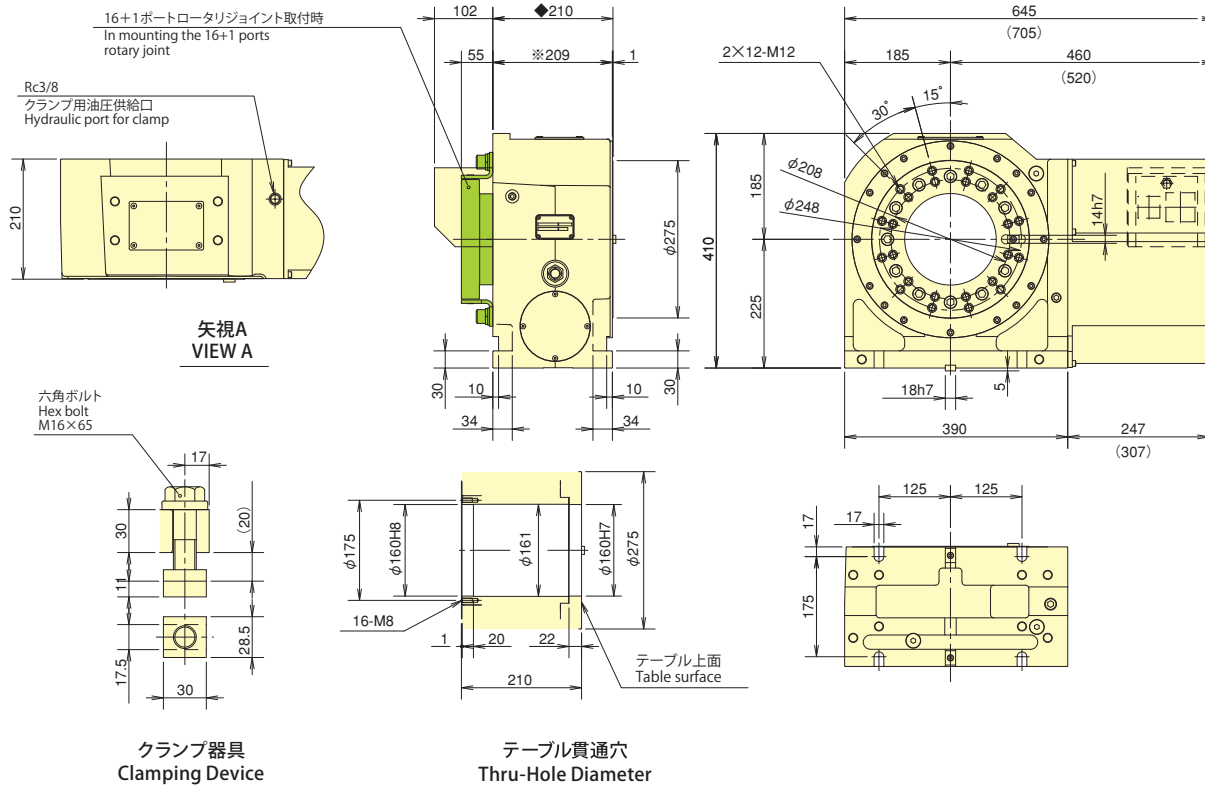 16+1ポートロータリジョイント取付時
In mounting the 16+1 ports
rotary joint
102
◆210
55
※209
1
Rc3/8
クランプ用油圧供給口
Hydraulic port for clamp
210
矢視A
VIEW A
φ275
30
10
34
30
10
34
645
(705)
2×12-M12
185
460
(520)
30°
15°
φ208
φ248
185
410
225
14h7
18h7
5
390
247
(307)
六角ボルト
Hex bolt
M16×65
17
30
(20)
11
17.5
28.5
30
クランプ器具
Clamping Device
φ175
φ160H8
φ161
φ160H7
φ275
16-M8
1
20
22
210
テーブル上面
Table surface
テーブル貫通穴
Thru-Hole Diameter
125
125
17
17
175